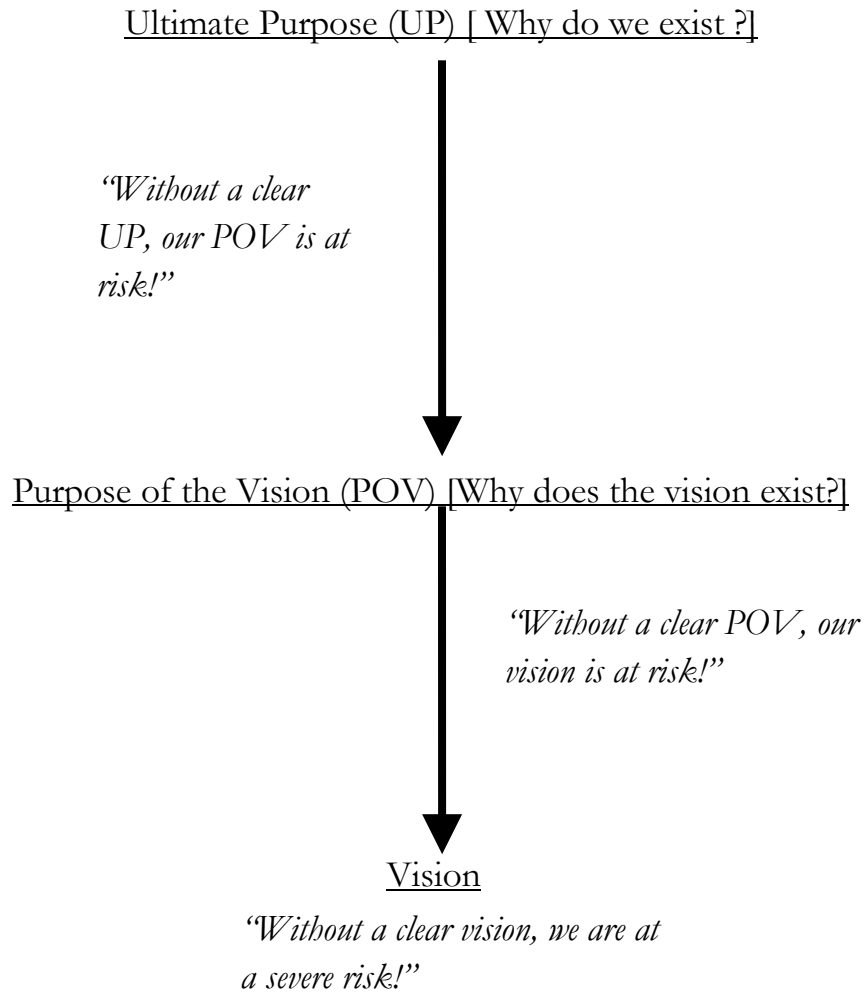 Ultimate Purpose (UP) [ Why do we exist ?]
“Without a clear
UP, our POV is at
risk!”
Purpose of the Vision (POV) [Why does the vision exist?]
“Without a clear POV, our
vision is at risk!”
Vision
“Without a clear vision, we are at
a severe risk!”